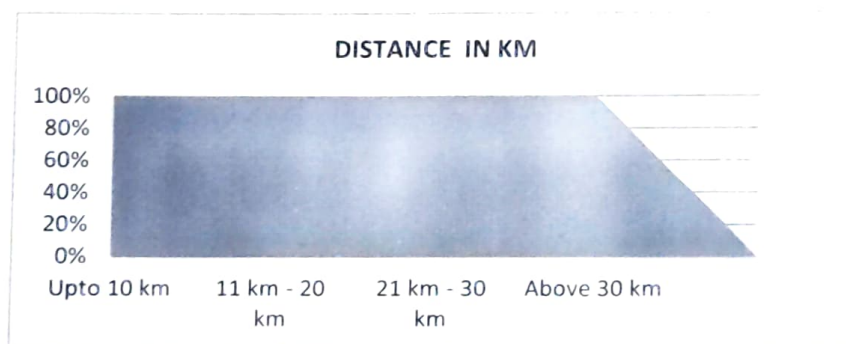 DISTANCE IN KM
100%
80%
60%
40%
20%
0%
Upto 10 km
11 km - 20
km
21 km - 30
km
Above 30 km